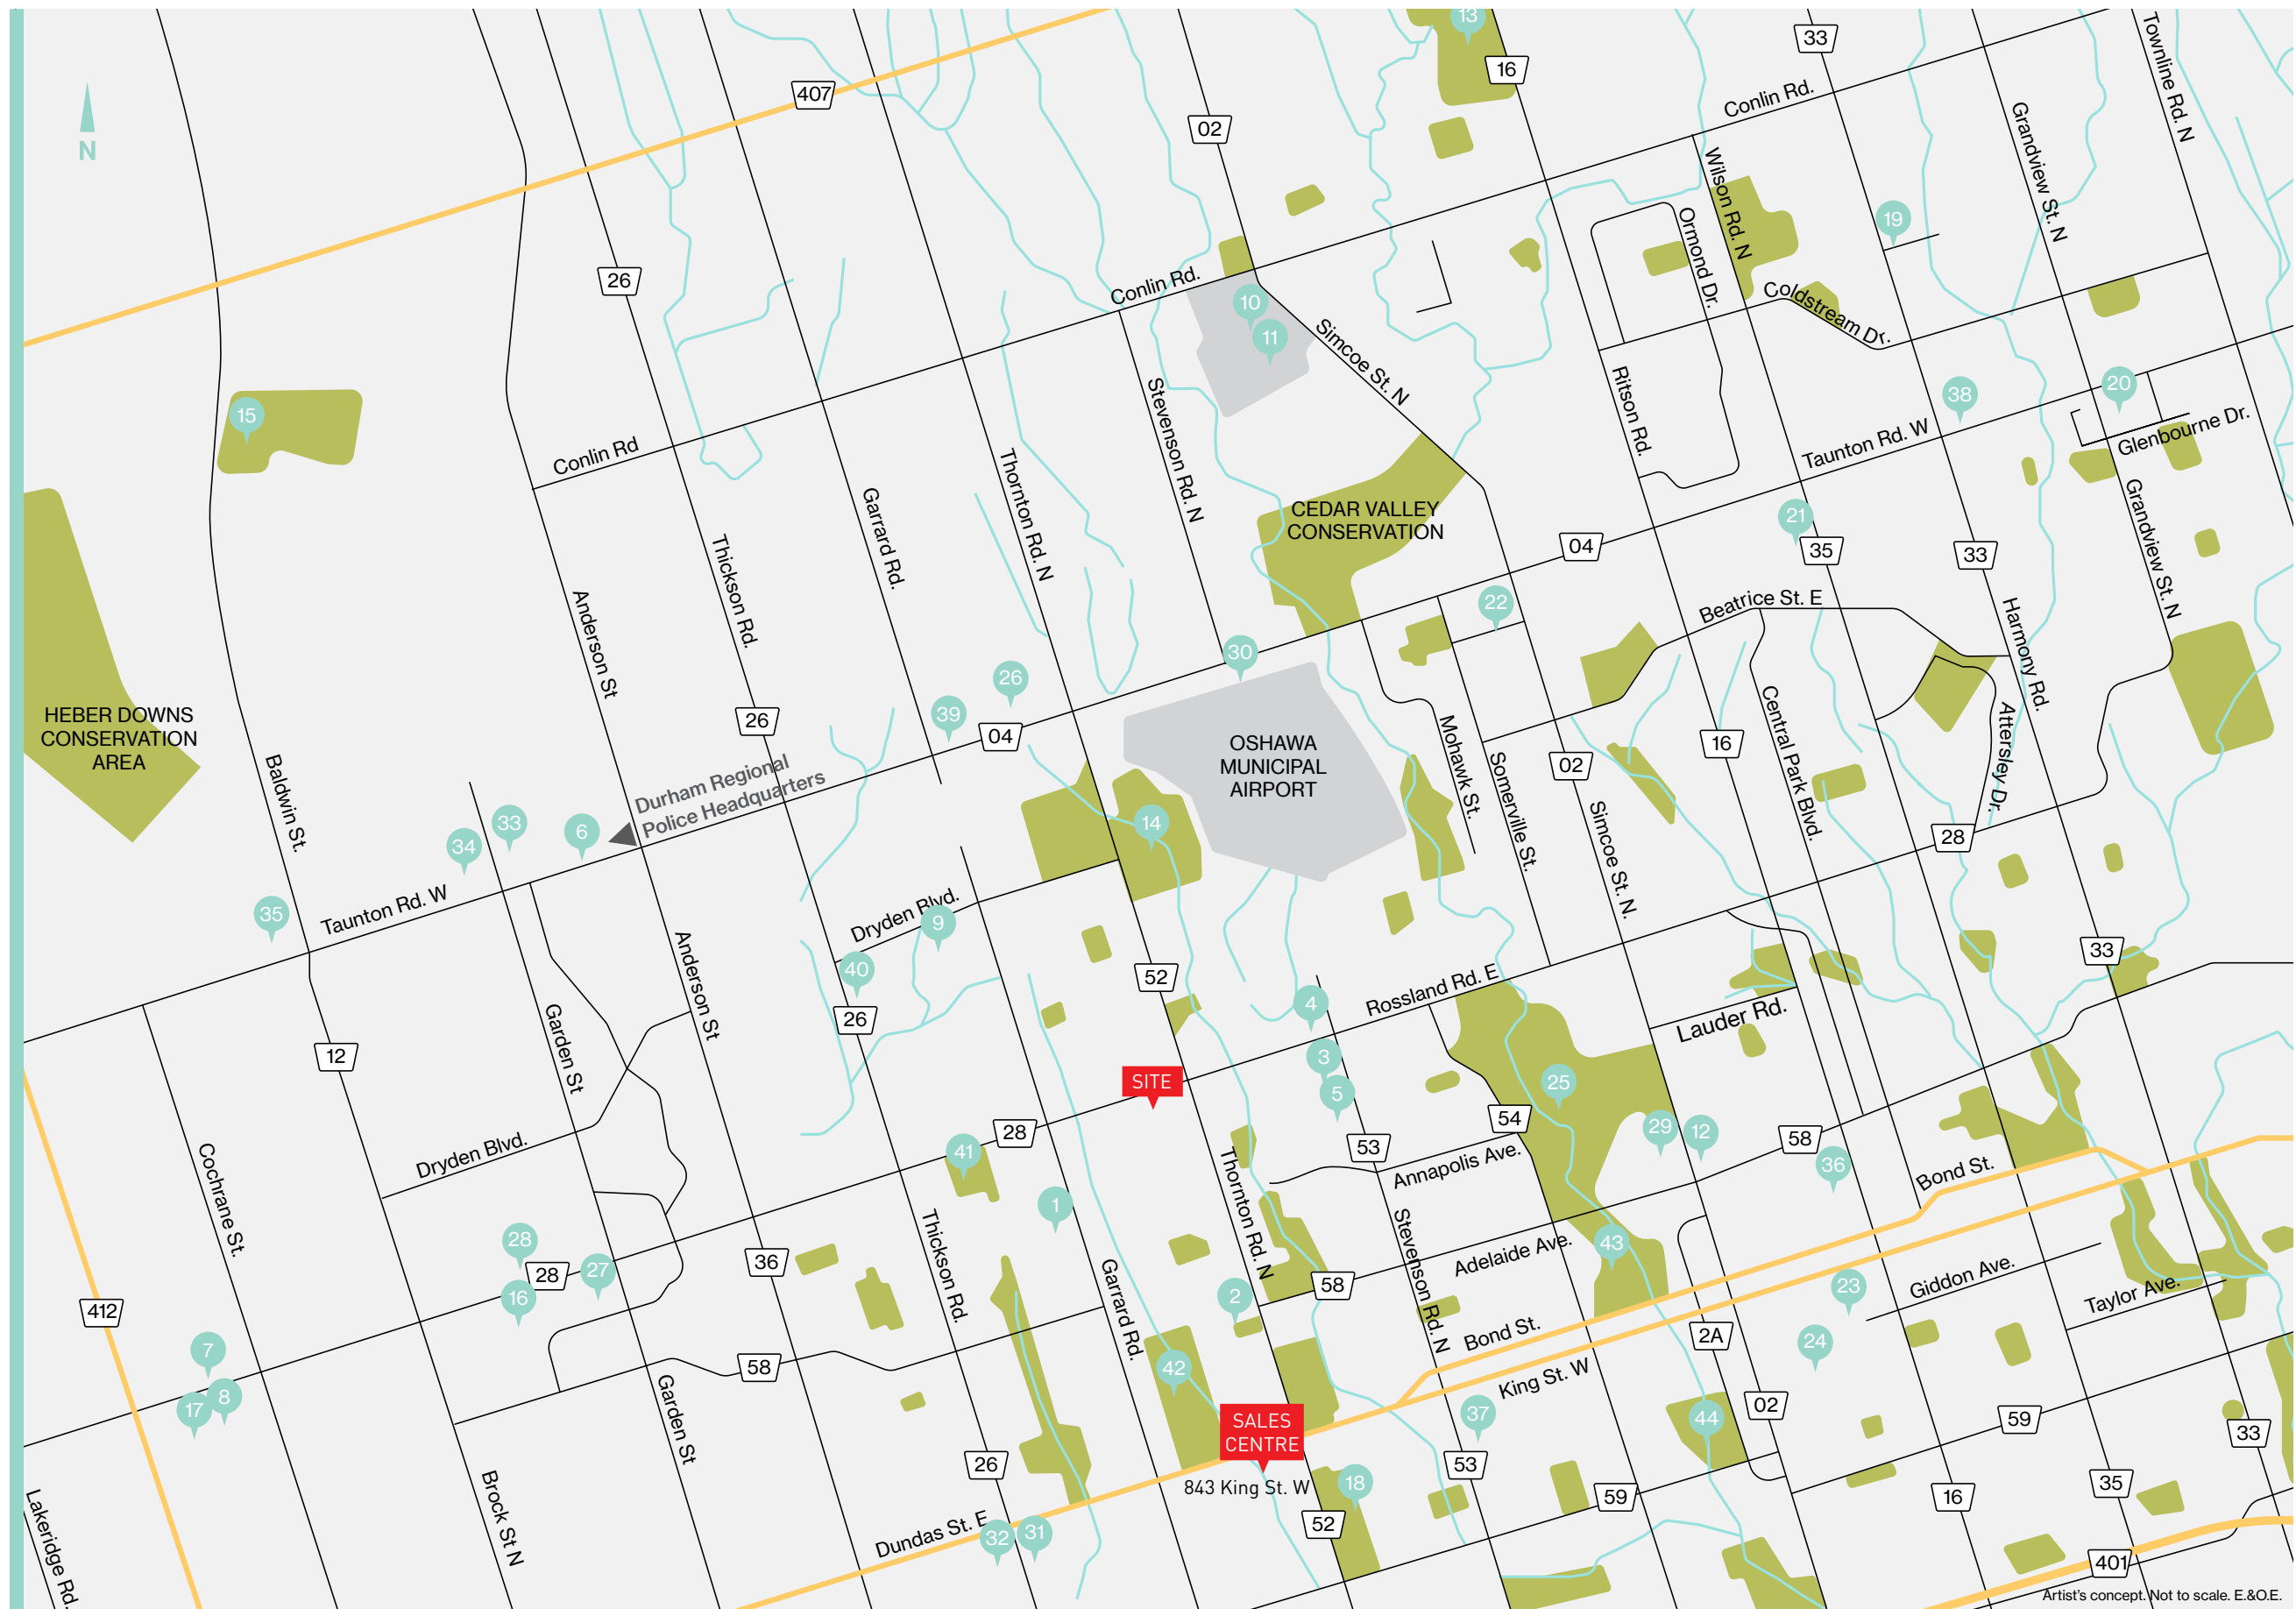 13
16
33
Townline Rd. N
407
Conlin Rd.
02
N
Grandview St. N
Wilson Rd. N
Ormond Dr.
19
26
Conlin Rd.
10
11
Simcoe St. N
Coldstream Dr.
15
Stevenson Rd. N
Ritson Rd.
38
20
Glenbourne Dr.
Taunton Rd. W
Conlin Rd
Thornton Rd. N
Garrard Rd.
CEDAR VALLEY
CONSERVATION
21
Grandview St. N
04
35
33
Thickson Rd.
Anderson St
22
Beatrice St. E
Harmony Rd.
30
26
39
04
26
HEBER DOWNS
CONSERVATION
AREA
OSHAWA
MUNICIPAL
AIRPORT
Mohawk St.
Somerville St.
02
16
Central Park Blvd.
Attersley Dr.
Baldwin St.
Durham Regional
Police Headquarters
33
34
6
14
Simcoe St. N.
28
35
Taunton Rd. W
Dryden Blvd.
9
40
Anderson St
52
33
4
Rossland Rd. E
Lauder Rd.
26
Garden St
12
3
5
SITE
25
54
29
12
58
28
53
Annapolis Ave.
41
Dryden Blvd.
Cochrane St.
36
Bond St.
1
Thornton Rd. N
Thickson Rd.
28
28
27
16
36
Stevenson Rd. N
Adelaide Ave.
43
58
2
Giddon Ave.
23
Taylor Ave.
412
Garrard Rd.
Bond St.
2A
24
7
8
17
58
42
King St. W
Garden St
37
44
02
59
33
SALES
CENTRE
843 King St. W
26
53
18
59
16
35
Brock St N
Lakeridge Rd.
Dundas St. E
32
31
52
401
Artist's concept. Not to scale. E.&O.E.